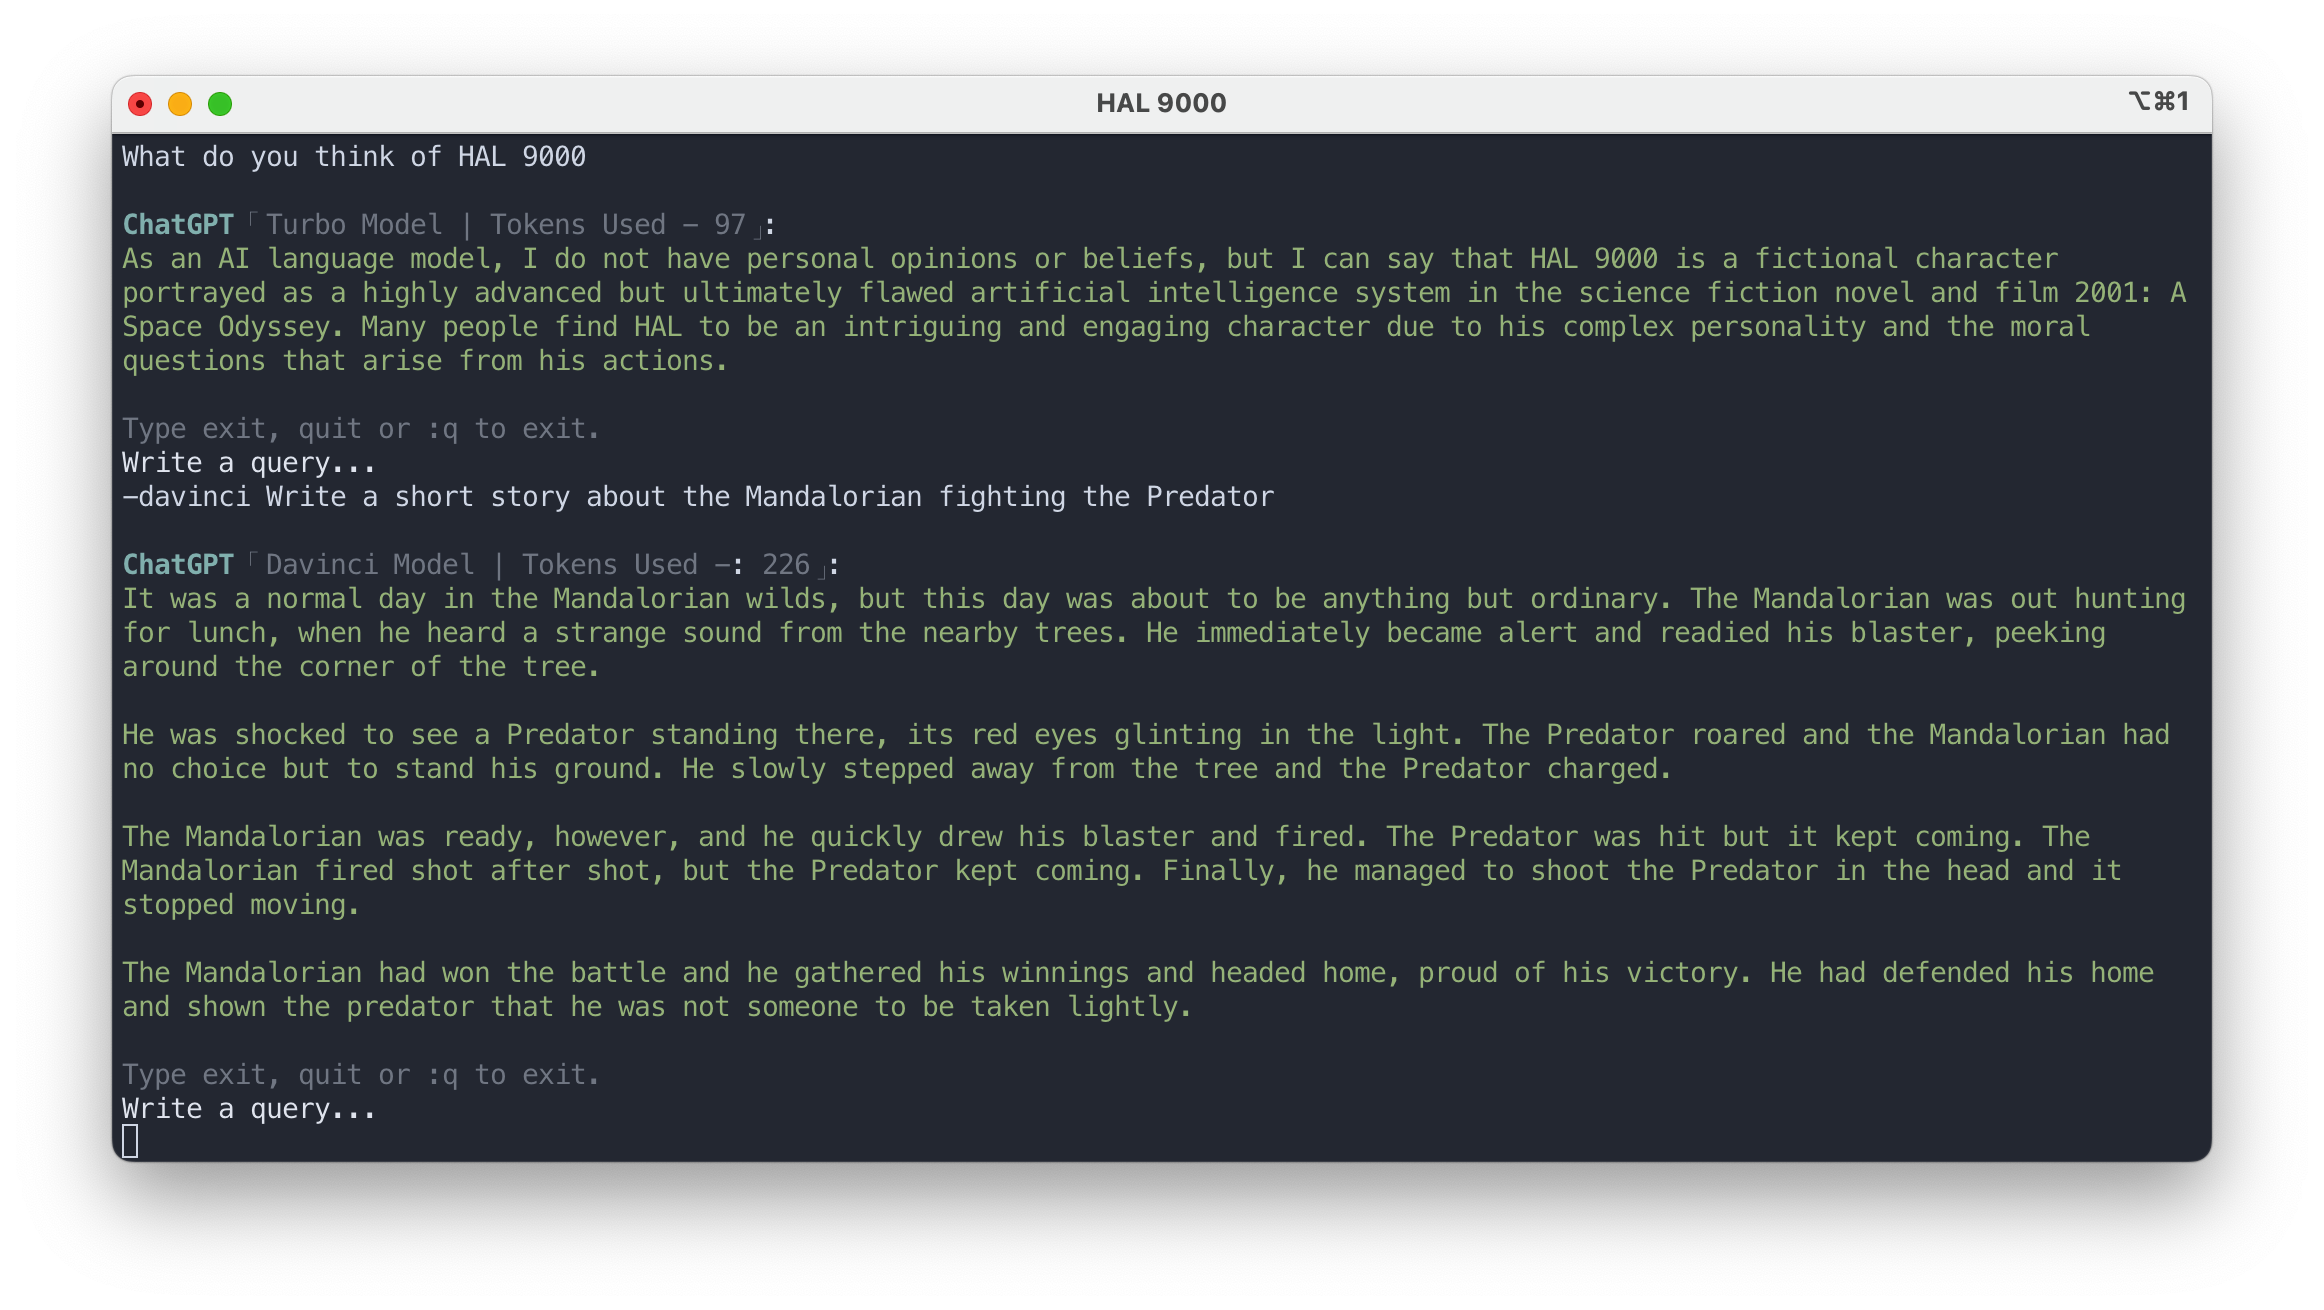 HAL 9000
⌥⌘1
What do you think of HAL 9000
ChatGPT「Turbo Model | Tokens Used – 97」:
As an AI language model, I do not have personal opinions or beliefs, but I can say that HAL 9000 is a fictional character
portrayed as a highly advanced but ultimately flawed artificial intelligence system in the science fiction novel and film 2001: A
Space Odyssey. Many people find HAL to be an intriguing and engaging character due to his complex personality and the moral
questions that arise from his actions.
Type exit, quit or :q to exit.
Write a query...
–davinci Write a short story about the Mandalorian fighting the Predator
ChatGPT「Davinci Model | Tokens Used –: 226」:
It was a normal day in the Mandalorian wilds, but this day was about to be anything but ordinary. The Mandalorian was out hunting
for lunch, when he heard a strange sound from the nearby trees. He immediately became alert and readied his blaster, peeking
around the corner of the tree.
He was shocked to see a Predator standing there, its red eyes glinting in the light. The Predator roared and the Mandalorian had
no choice but to stand his ground. He slowly stepped away from the tree and the Predator charged.
The Mandalorian was ready, however, and he quickly drew his blaster and fired. The Predator was hit but it kept coming. The
Mandalorian fired shot after shot, but the Predator kept coming. Finally, he managed to shoot the Predator in the head and it
stopped moving.
The Mandalorian had won the battle and he gathered his winnings and headed home, proud of his victory. He had defended his home
and shown the predator that he was not someone to be taken lightly.
Type exit, quit or :q to exit.
Write a query...